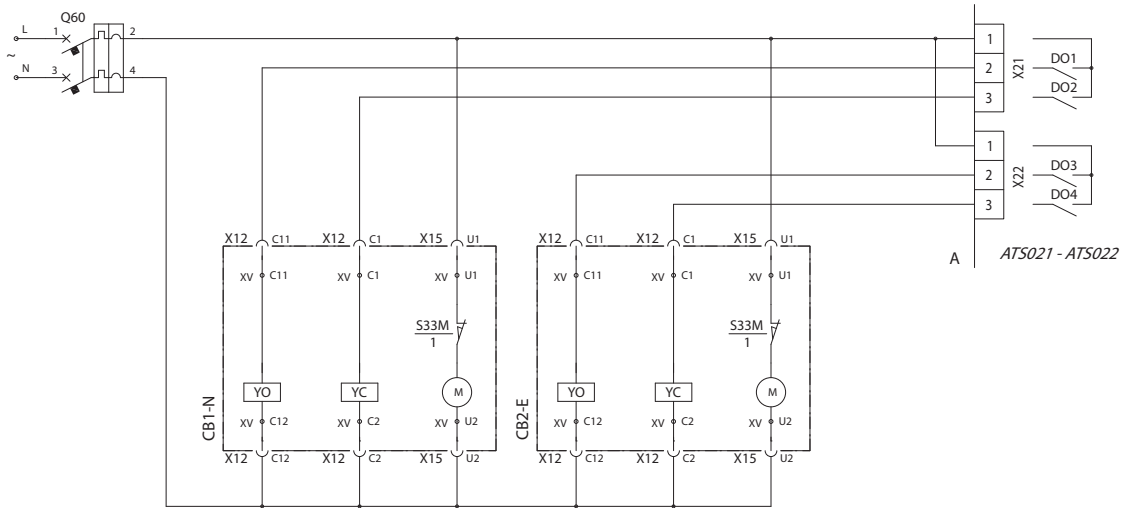 Q60
L 1 2
~
N 3 4
1
2 X21 DO1
3 DO2
1
2 X22 DO3
3 DO4
A ATS021 - ATS022
X12 C11 X12 C1 X15 U1 X12 C11 X12 C1 X15 U1
XV C11 XV C1 XV U1 XV C11 XV C1 XV U1
S33M S33M
1 1
CB1-N YO YC M CB2-E YO YC M
XV C12 XV C2 XV U2 XV C12 XV C2 XV U2
X12 C12 X12 C2 X15 U2 X12 C12 X12 C2 X15 U2